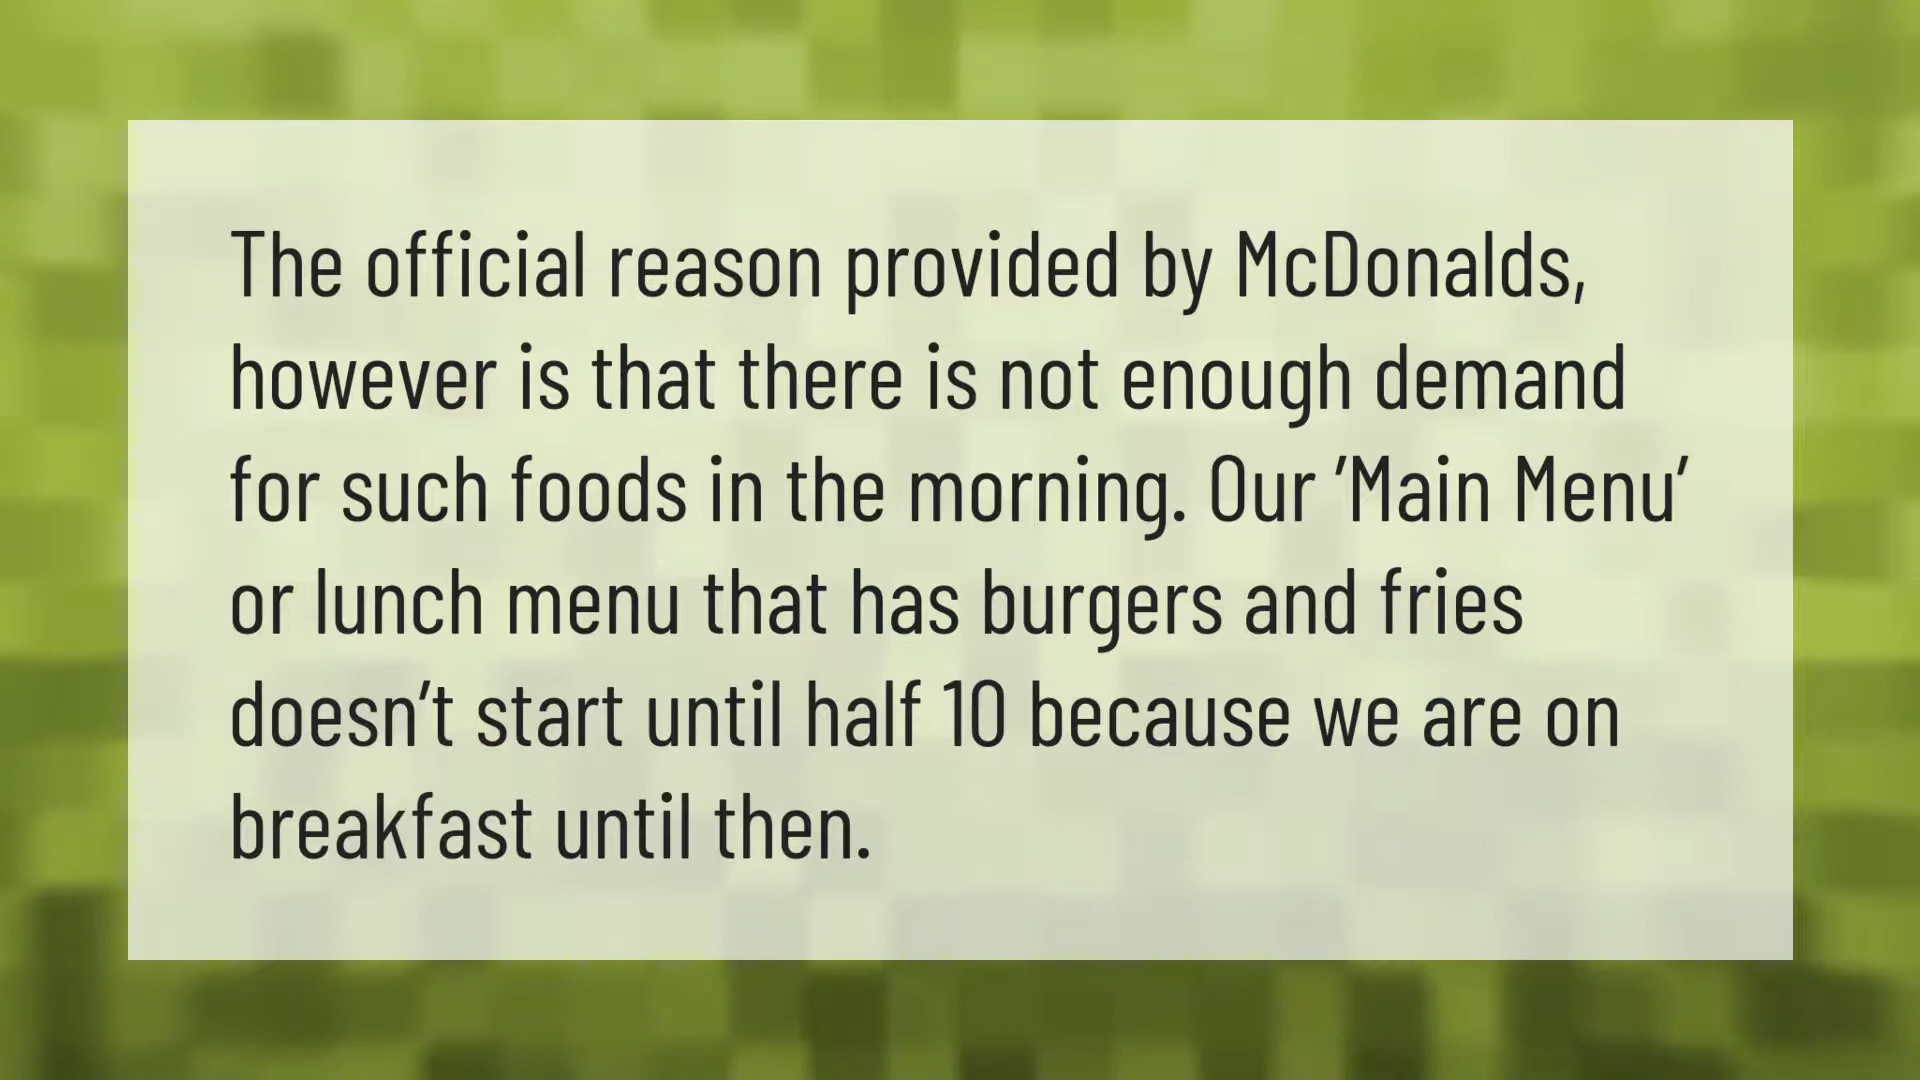 The official reason provided by McDonalds,
however is that there is not enough demand
for such foods in the morning. Our ′Main Menu′
or lunch menu that has burgers and fries
doesn′t start until half 10 because we are on
breakfast until then.